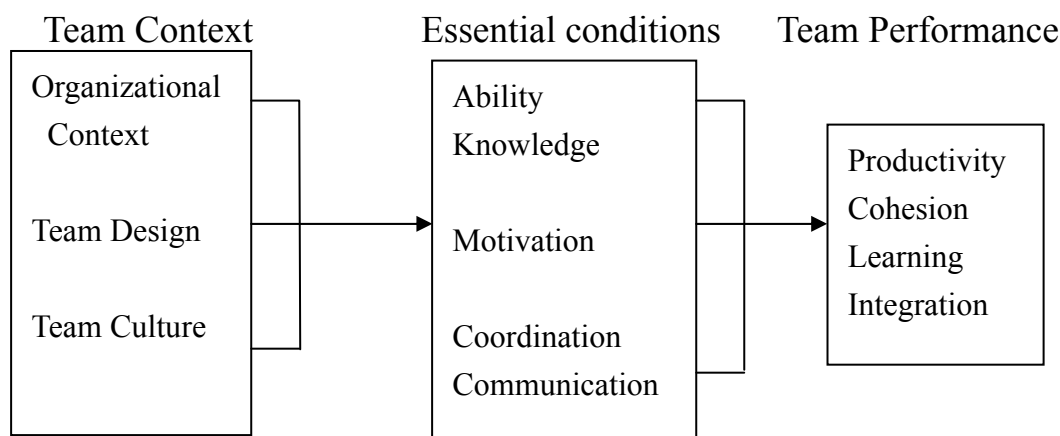 Team Context
Organizational
Context
Team Design
Team Culture
Essential conditions
Ability
Knowledge
Motivation
Coordination
Communication
Team Performance
Productivity
Cohesion
Learning
Integration